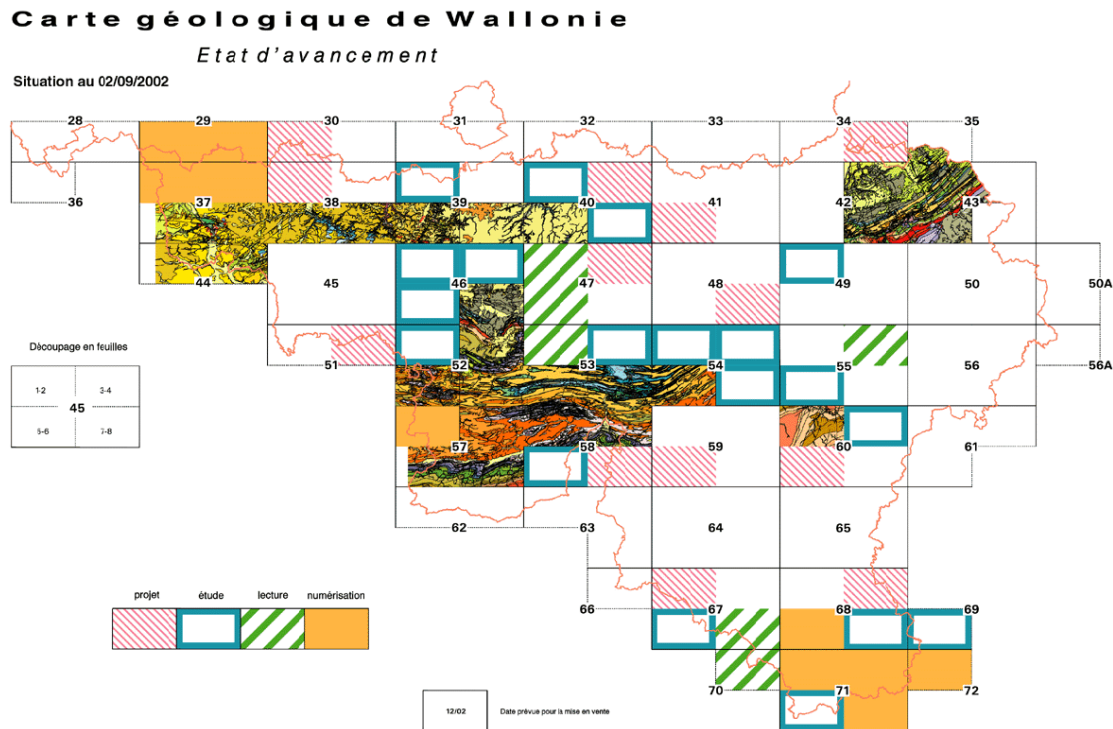 Carte géologique de Wallonie
Etat d'avancement
Situation au 02/09/2002
28 29 30 31 32 33 34 35
36 37 38 39 40 41 42 43
44 45 46 47 48 49 50 50A
51 52 53 54 55 56 56A
57 58 59 60 61
62 63 64 65
66 67 68 69
70 71 72
Découpage en feuilles
1-2 3-4
45
5-6 7-8
projet étude lecture numérisation
12/02 Date prévue pour la mise en vente